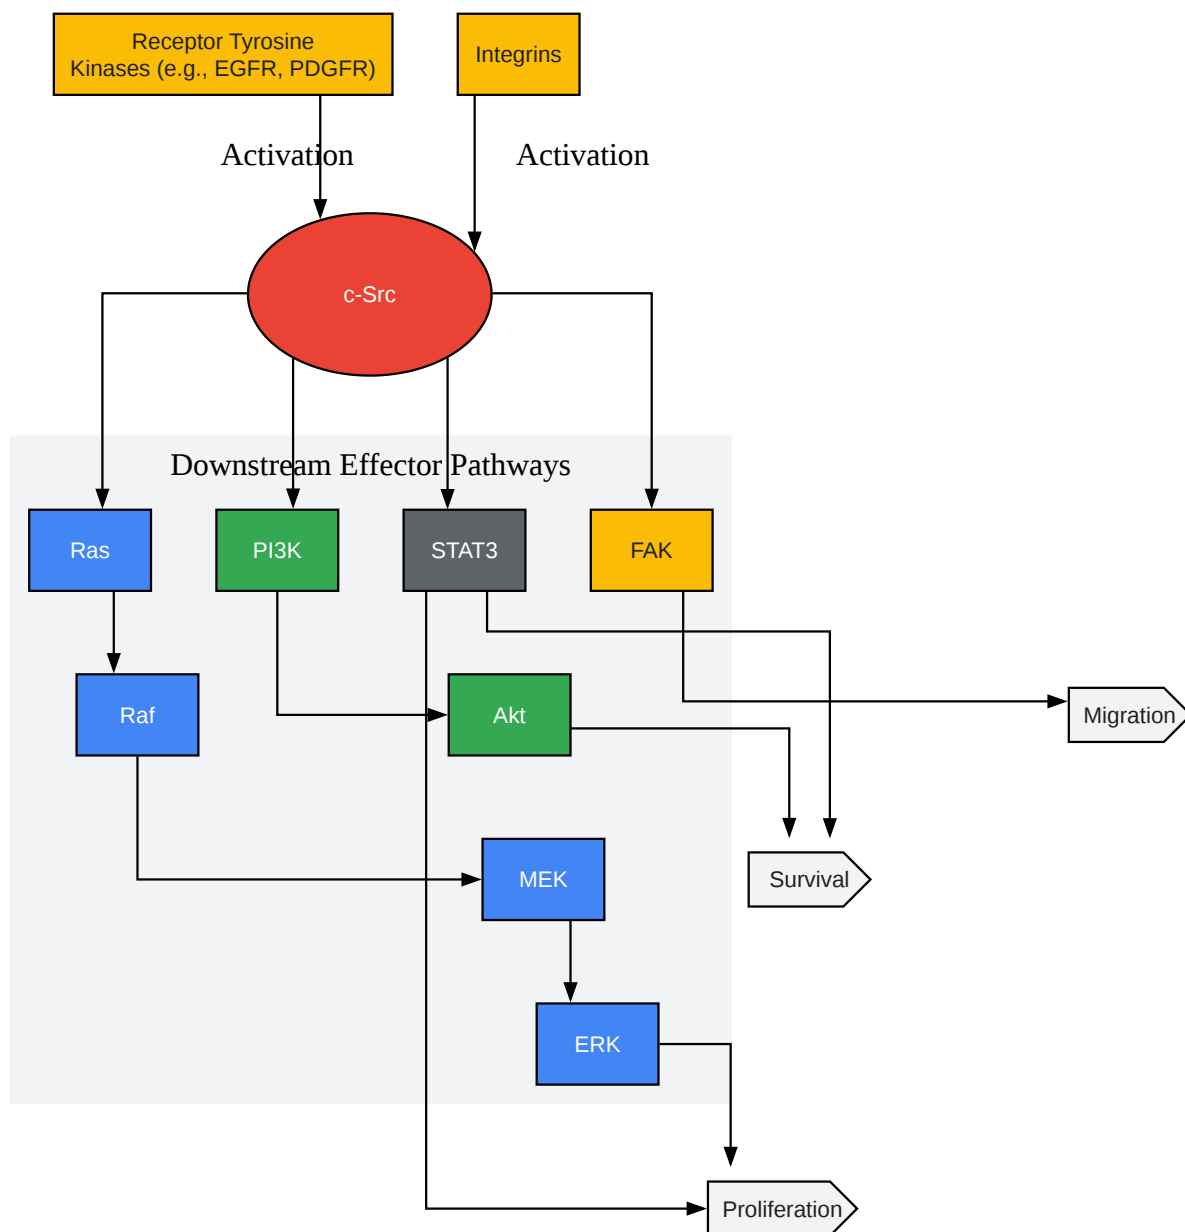 Receptor Tyrosine
Kinases (e.g., EGFR, PDGFR)
Integrins
Activation
Activation
c-Src
Downstream Effector Pathways
Ras
PI3K
STAT3
FAK
Raf
Akt
Migration
MEK
Survival
ERK
Proliferation